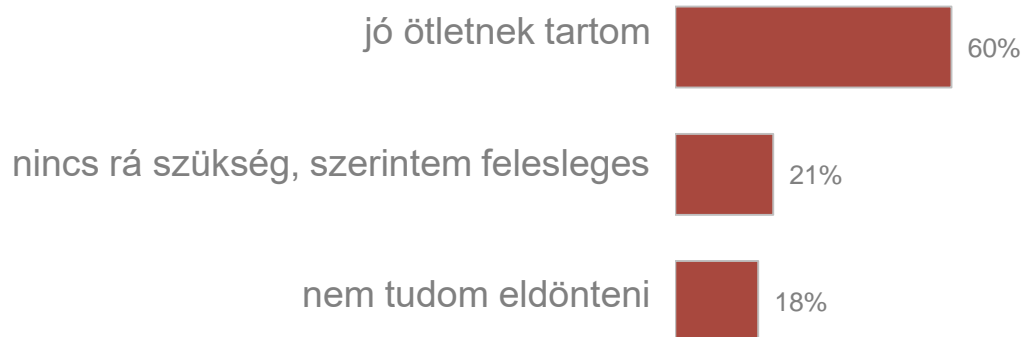 jó ötletnek tartom 60%
nincs rá szükség, szerintem felesleges 21%
nem tudom eldönteni 18%